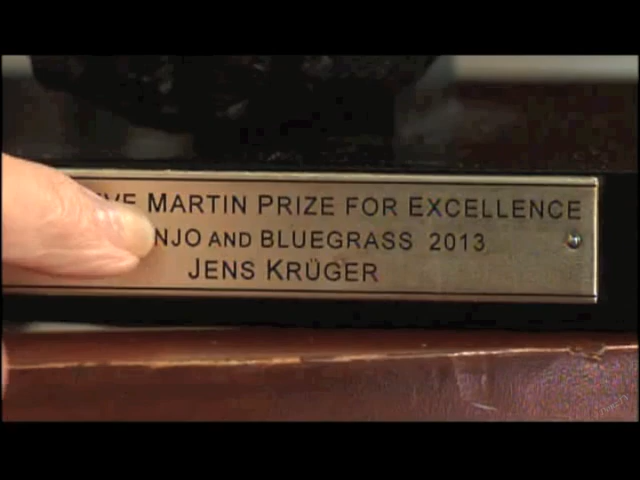 MARTIN PRIZE FOR EXCELLENCE
AND BLUEGRASS 2013
JENS KRÜGER